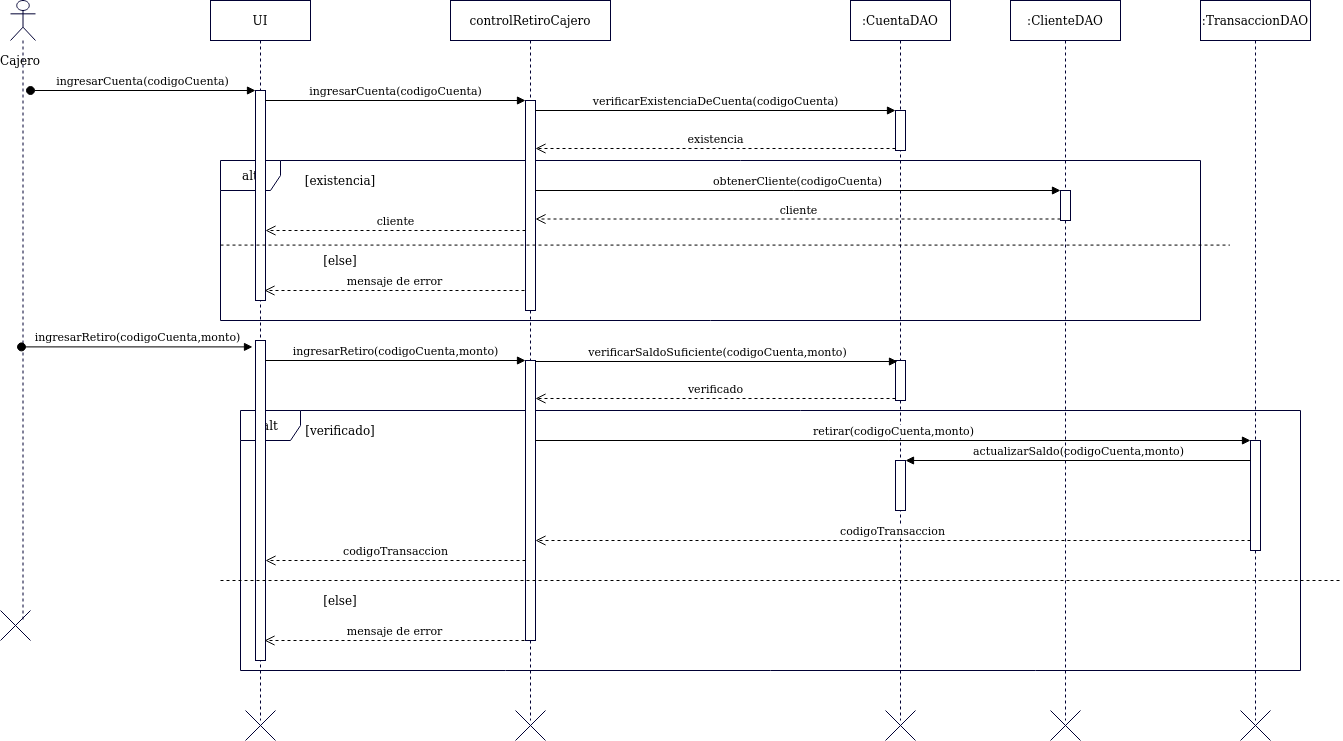 UI
controlRetiroCajero
:CuentaDAO
:ClienteDAO
:TransaccionDAO
Cajero
ingresarCuenta(codigoCuenta)
ingresarCuenta(codigoCuenta)
verificarExistenciaDeCuenta(codigoCuenta)
existencia
alt
[existencia]
obtenerCliente(codigoCuenta)
cliente
cliente
[else]
mensaje de error
ingresarRetiro(codigoCuenta,monto)
ingresarRetiro(codigoCuenta,monto)
verificarSaldoSuficiente(codigoCuenta,monto)
verificado
alt
[verificado]
retirar(codigoCuenta,monto)
actualizarSaldo(codigoCuenta,monto)
codigoTransaccion
codigoTransaccion
[else]
mensaje de error